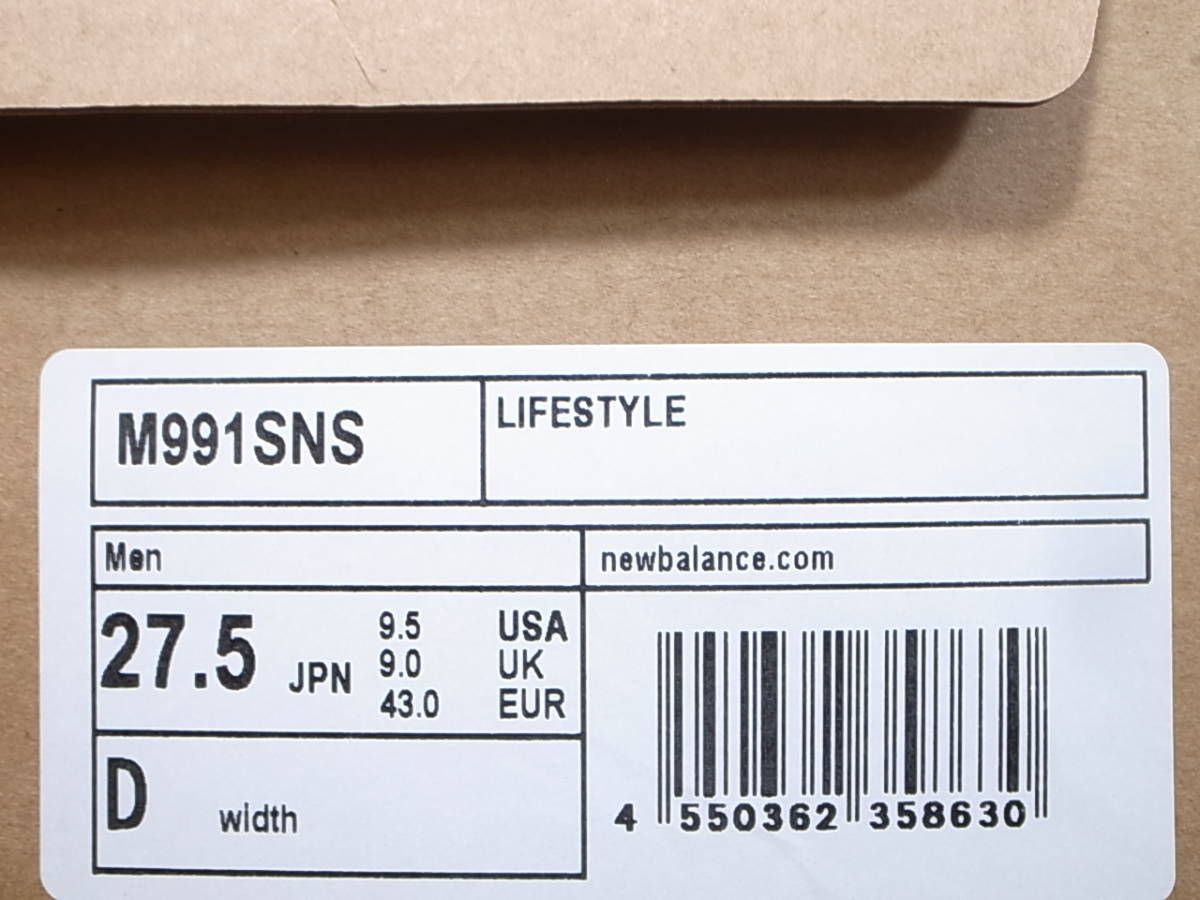 M991SNS
LIFESTYLE
Men
newbalance.com
27.5 JPN
9.5 USA
9.0 UK
43.0 EUR
D width
4 550362 358630